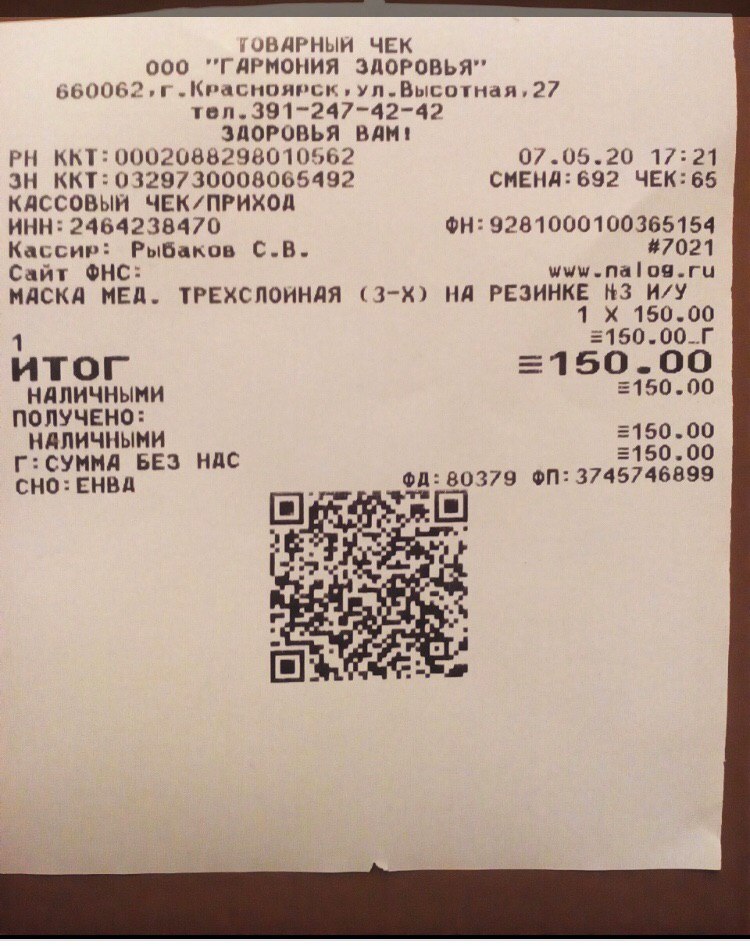 ТОВАРНЫЙ ЧЕК
ООО "ГАРМОНИЯ ЗДОРОВЬЯ"
660062,г.Красноярск,ул.Высотная,27
тел.391-247-42-42
ЗДОРОВЬЯ ВАМ!
РН ККТ:0002088298010562 07.05.20 17:21
ЗН ККТ:0329730008065492 СМЕНА:692 ЧЕК:65
КАССОВЫЙ ЧЕК/ПРИХОД
ИНН:2464238470 ФН:9281000100365154
Кассир: Рыбаков С.В. #7021
Сайт ФНС: www.nalog.ru
МАСКА МЕД. ТРЕХСЛОЙНАЯ (3-Х) НА РЕЗИНКЕ №3 И/У
1 X 150.00
1 ≡150.00_Г
ИТОГ ≡150.00
НАЛИЧНЫМИ ≡150.00
ПОЛУЧЕНО:
НАЛИЧНЫМИ ≡150.00
Г:СУММА БЕЗ НДС ≡150.00
СНО:ЕНВД ФД:80379 ФП:3745746899